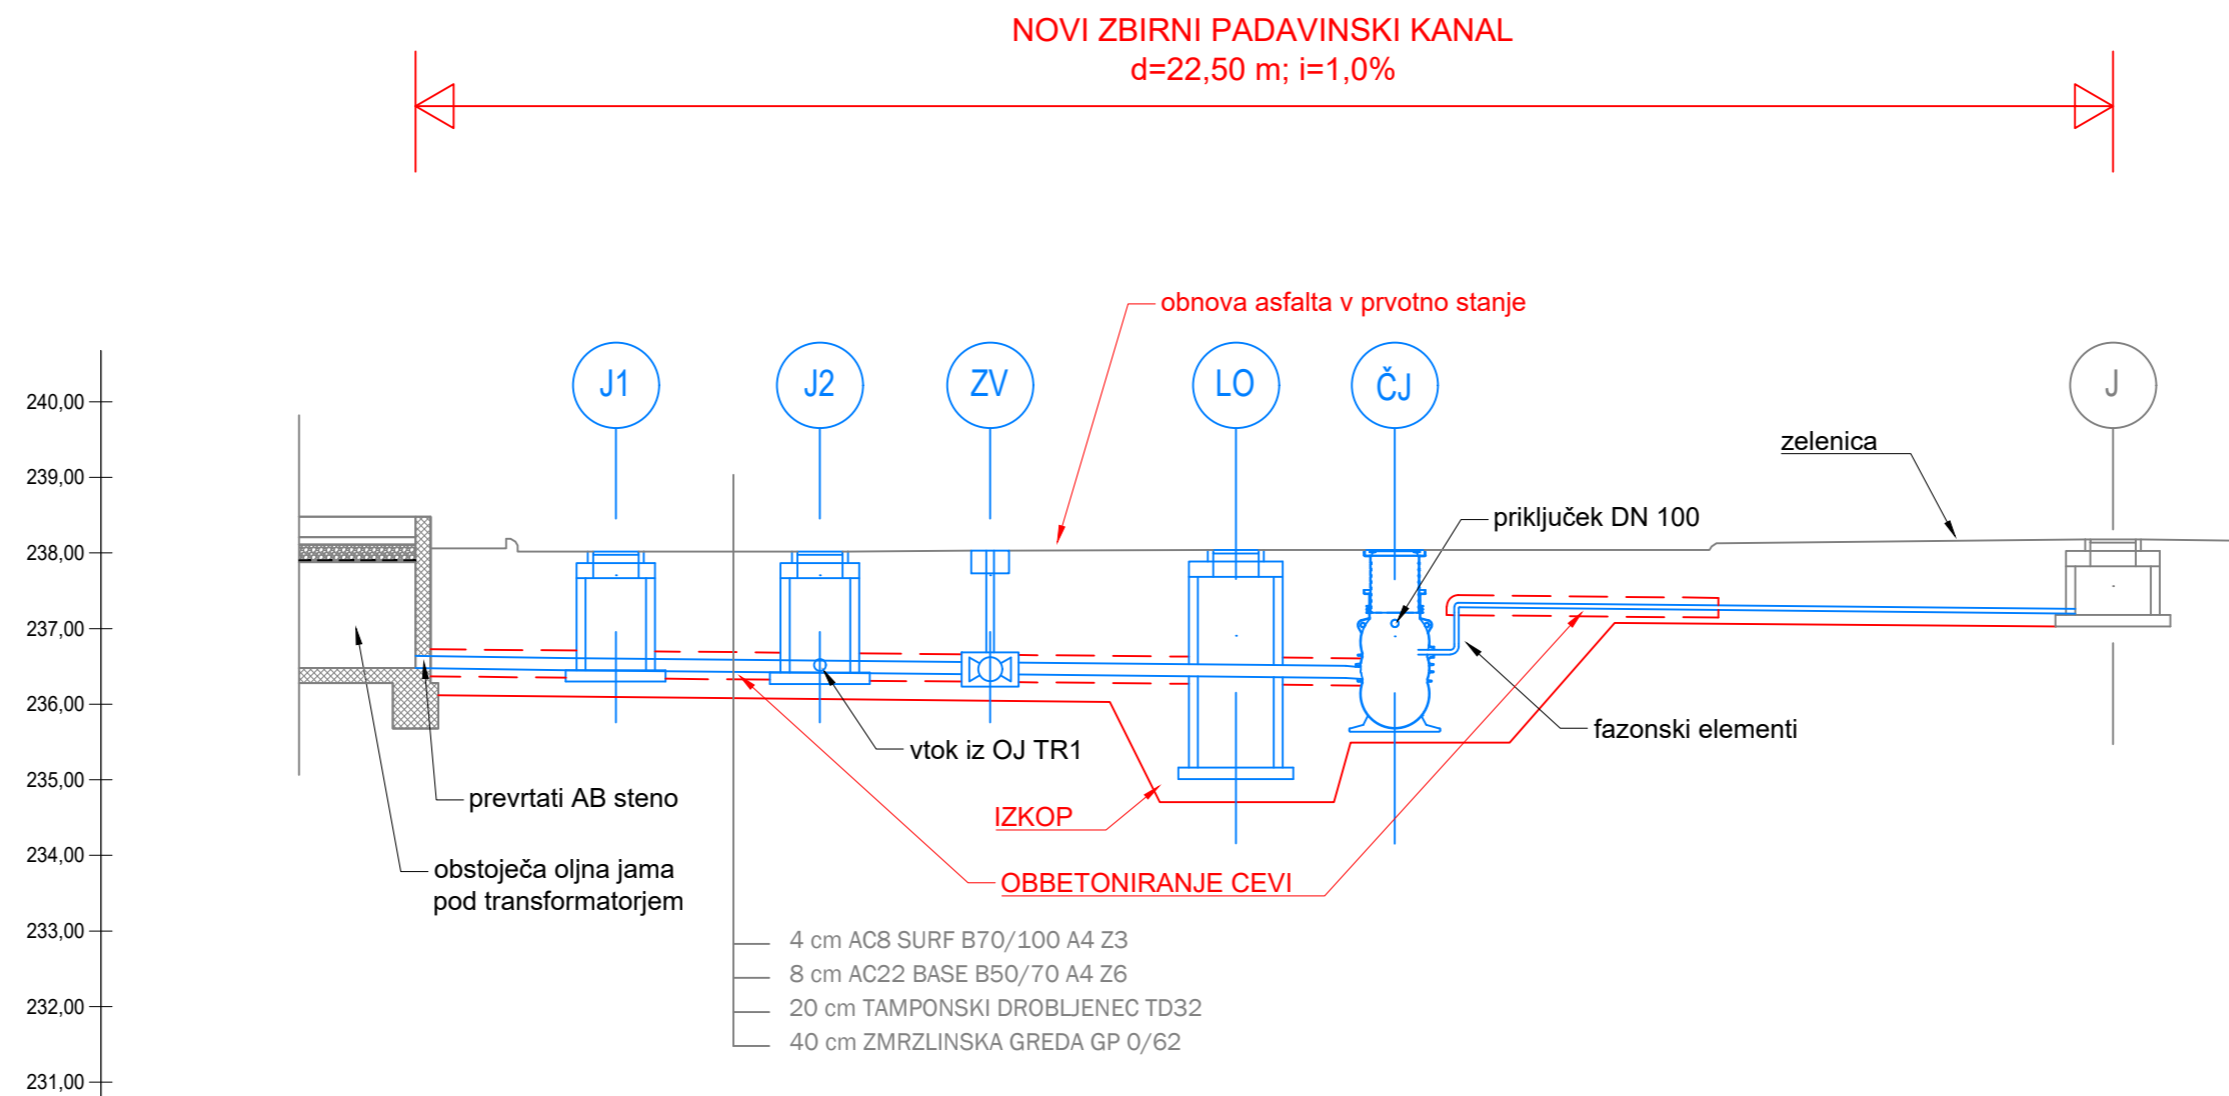 NOVI ZBIRNI PADAVINSKI KANAL
d=22,50 m; i=1,0%
obnova asfalta v prvotno stanje
J1
J2
ZV
LO
ČJ
J
240,00
239,00
238,00
237,00
236,00
235,00
234,00
233,00
232,00
231,00
zelenica
priključek DN 100
fazonski elementi
vtok iz OJ TR1
prevrtati AB steno
IZKOP
obstoječa oljna jama
pod transformatorjem
OBBETONIRANJE CEVI
4 cm AC8 SURF B70/100 A4 Z3
8 cm AC22 BASE B50/70 A4 Z6
20 cm TAMPONSKI DROBLJENEC TD32
40 cm ZMRZLINSKA GREDA GP 0/62